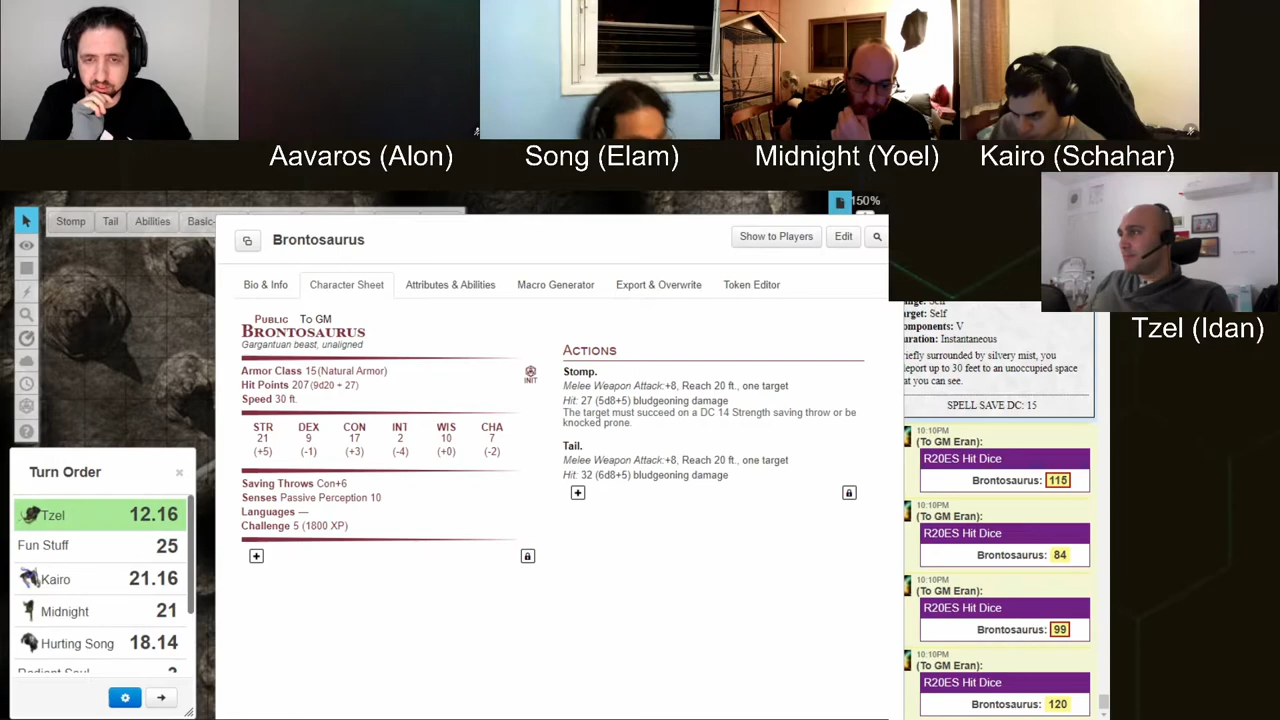 Aavaros (Alon)
Song (Elam)
Midnight (Yoel)
Kairo (Schahar)
Tzel (Idan)
Stomp
Tail
Abilities
Basic-
150%
Brontosaurus
Show to Players
Edit
Bio & Info
Character Sheet
Attributes & Abilities
Macro Generator
Export & Overwrite
Token Editor
PUBLIC To GM
BRONTOSAURUS
Gargantuan beast, unaligned
Armor Class 15 (Natural Armor)
Hit Points 207 (9d20 + 27)
Speed 30 ft.
INIT
STR DEX CON INT WIS CHA
21 9 17 2 10 7
(+5) (-1) (+3) (-4) (+0) (-2)
Saving Throws Con+6
Senses Passive Perception 10
Languages —
Challenge 5 (1800 XP)
ACTIONS
Stomp.
Melee Weapon Attack:+8, Reach 20 ft., one target
Hit: 27 (5d8+5) bludgeoning damage
The target must succeed on a DC 14 Strength saving throw or be
knocked prone.
Tail.
Melee Weapon Attack:+8, Reach 20 ft., one target
Hit: 32 (6d8+5) bludgeoning damage
Turn Order
Tzel 12.16
Fun Stuff 25
Kairo 21.16
Midnight 21
Hurting Song 18.14
Radiant Soul
arget: Self
omponents: V
uration: Instantaneous
riefly surrounded by silvery mist, you
eport up to 30 feet to an unoccupied space
at you can see.
SPELL SAVE DC: 15
10:10PM
(To GM Eran):
R20ES Hit Dice
Brontosaurus: 115
10:10PM
(To GM Eran):
R20ES Hit Dice
Brontosaurus: 84
10:10PM
(To GM Eran):
R20ES Hit Dice
Brontosaurus: 99
10:10PM
(To GM Eran):
R20ES Hit Dice
Brontosaurus: 120